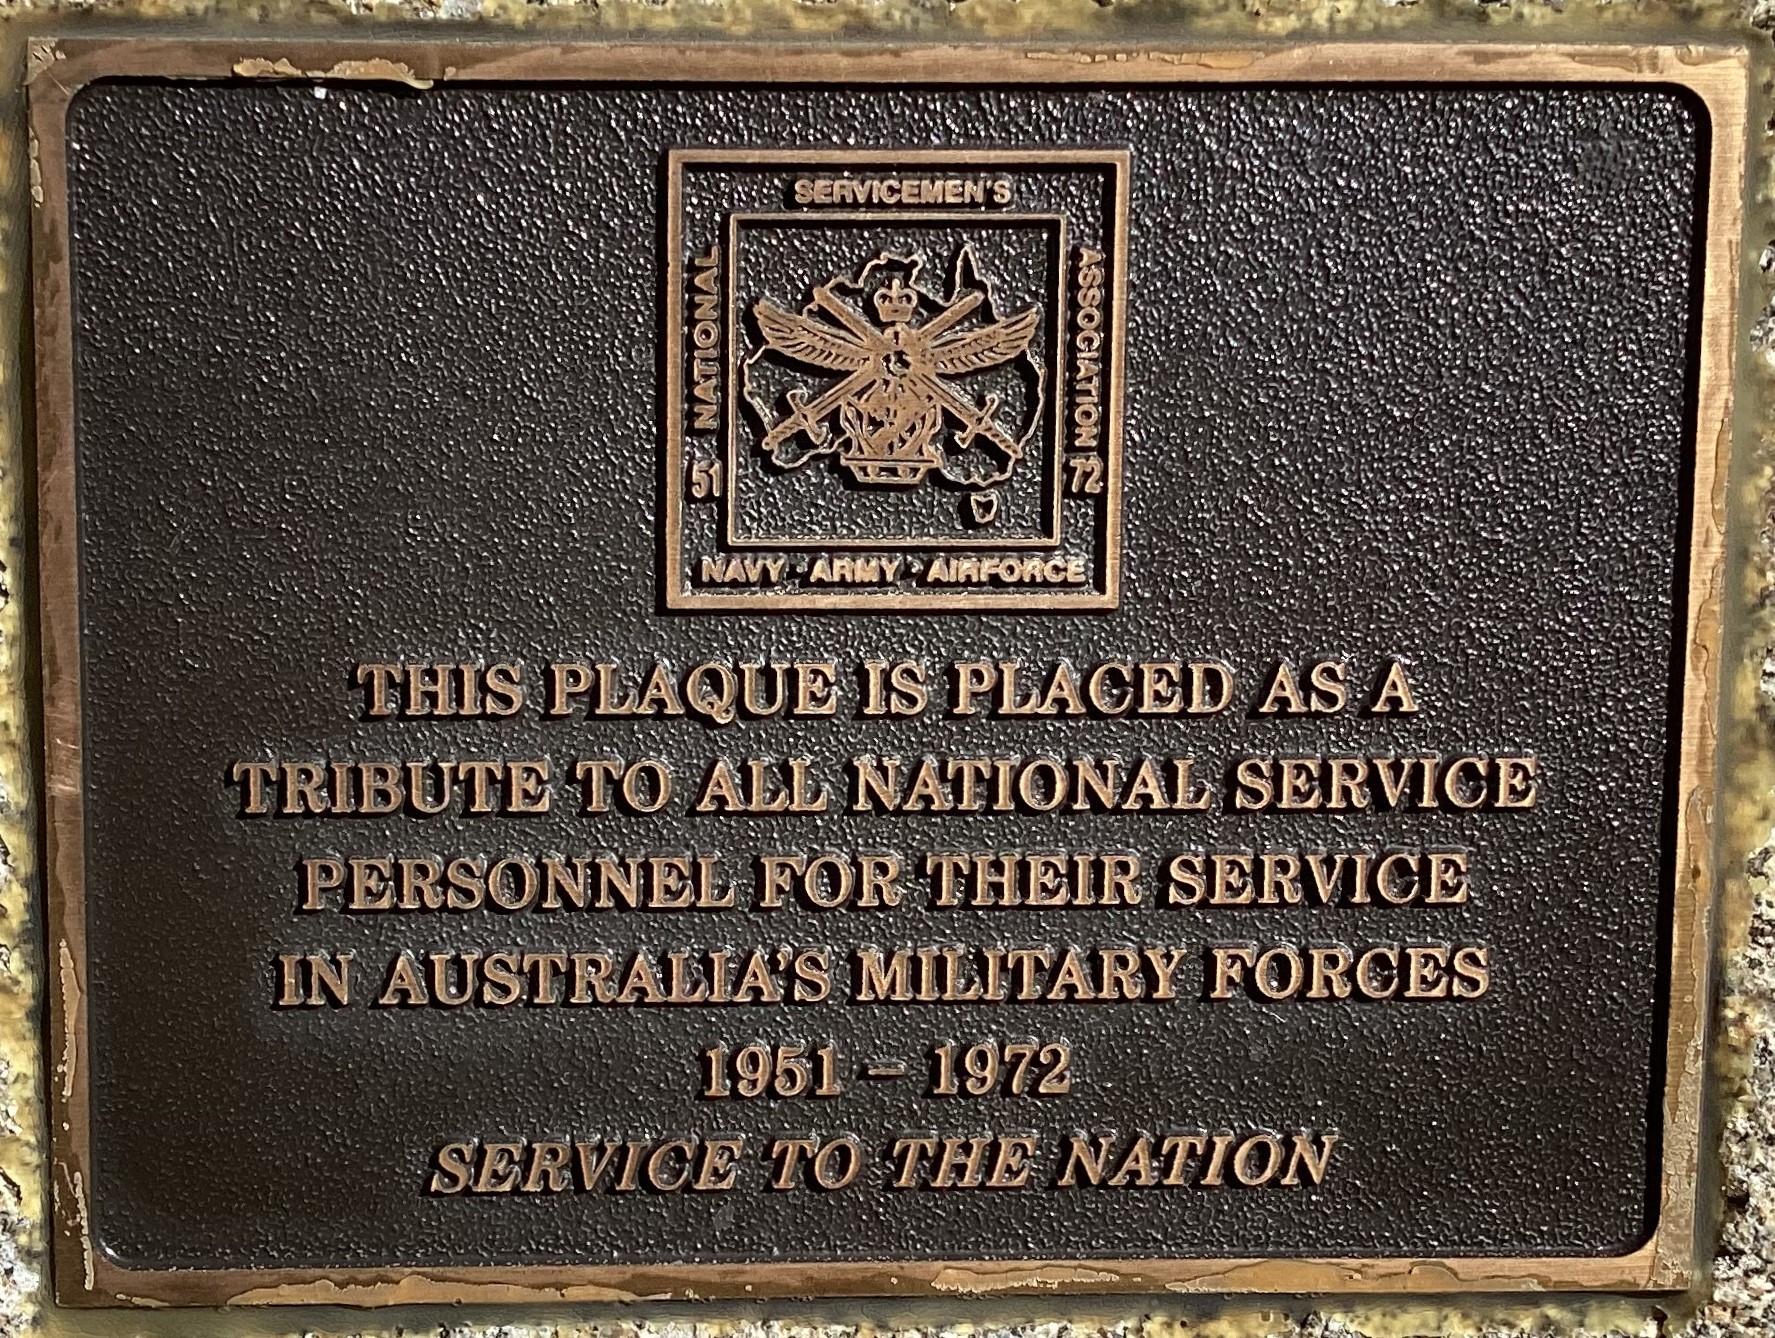 SERVICEMEN'S
NATIONAL
ASSOCIATION
51
72
NAVY · ARMY · AIRFORCE
THIS PLAQUE IS PLACED AS A
TRIBUTE TO ALL NATIONAL SERVICE
PERSONNEL FOR THEIR SERVICE
IN AUSTRALIA'S MILITARY FORCES
1951 – 1972
SERVICE TO THE NATION